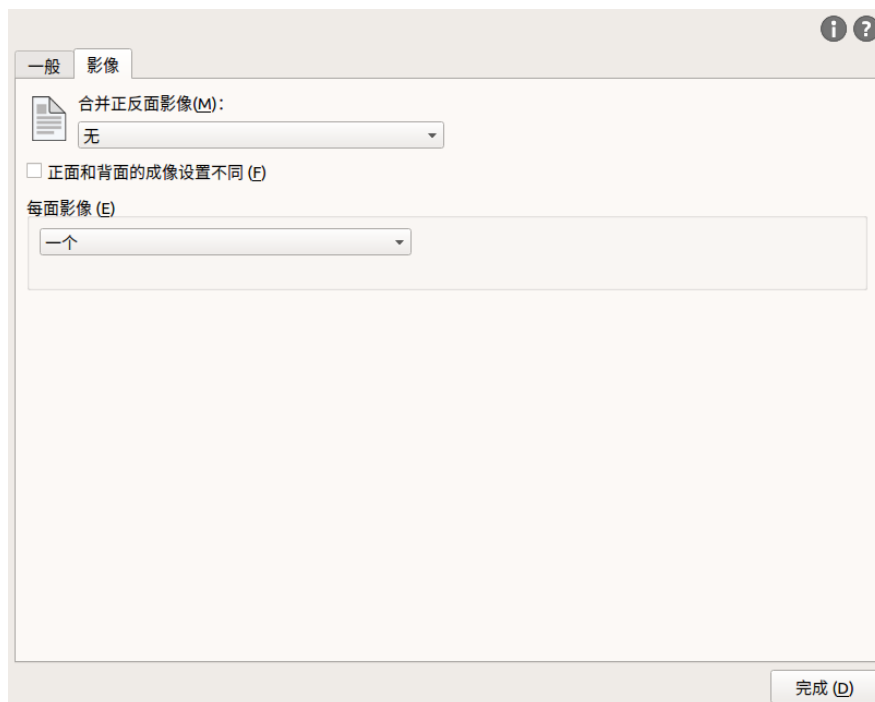 i ?
一般 影像
合并正反面影像(M):
无
正面和背面的成像设置不同 (F)
每面影像 (E)
一个
完成 (D)